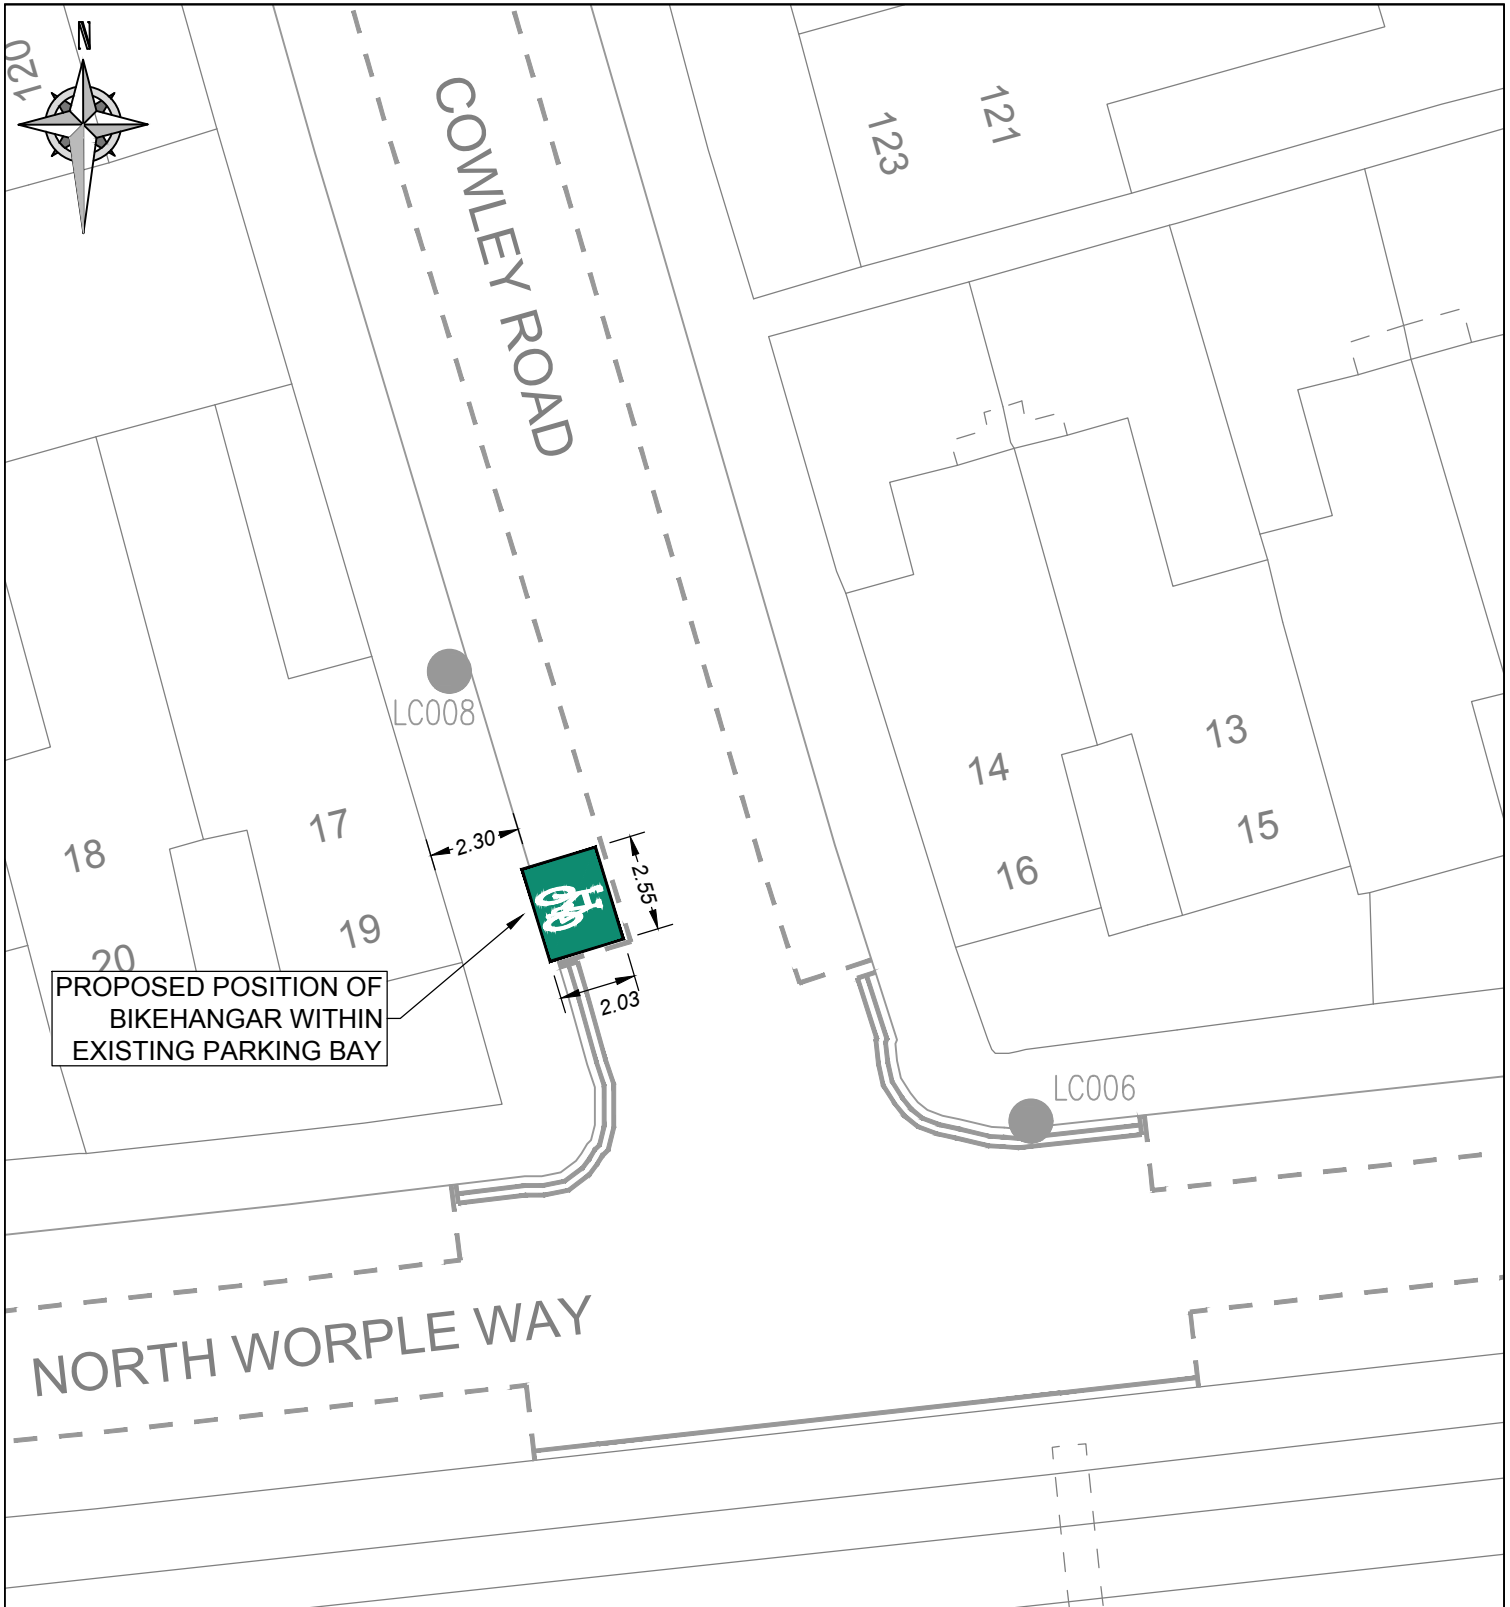 N
120
COWLEY ROAD
123
121
LC008
14
13
16
15
17
18
19
20
2.30
2.55
2.03
PROPOSED POSITION OF
BIKEHANGAR WITHIN
EXISTING PARKING BAY
LC006
NORTH WORPLE WAY